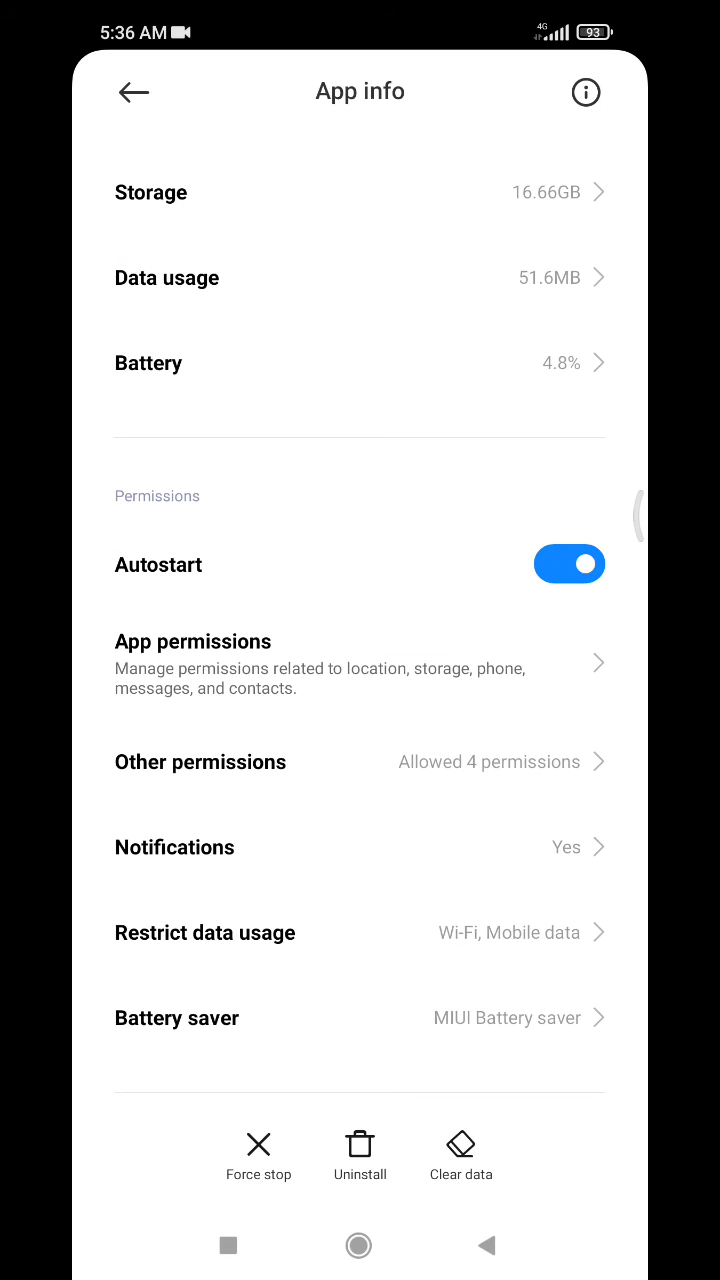 5:36 AM 4G 93
App info
Storage 16.66GB
Data usage 51.6MB
Battery 4.8%
Permissions
Autostart
App permissions
Manage permissions related to location, storage, phone,
messages, and contacts.
Other permissions Allowed 4 permissions
Notifications Yes
Restrict data usage Wi-Fi, Mobile data
Battery saver MIUI Battery saver
Force stop Uninstall Clear data